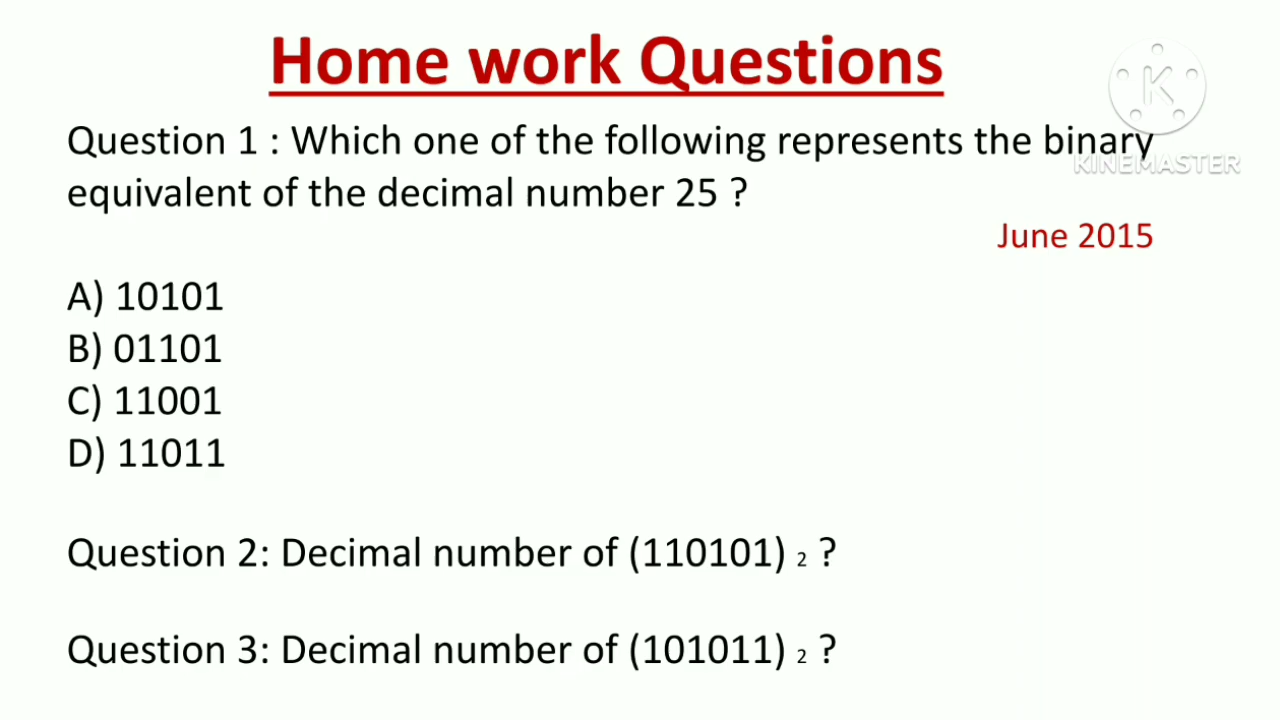 Home work Questions
K
KINEMASTER
Question 1 : Which one of the following represents the binary
equivalent of the decimal number 25 ?
June 2015
A) 10101
B) 01101
C) 11001
D) 11011
Question 2: Decimal number of (110101) ₂ ?
Question 3: Decimal number of (101011) ₂ ?